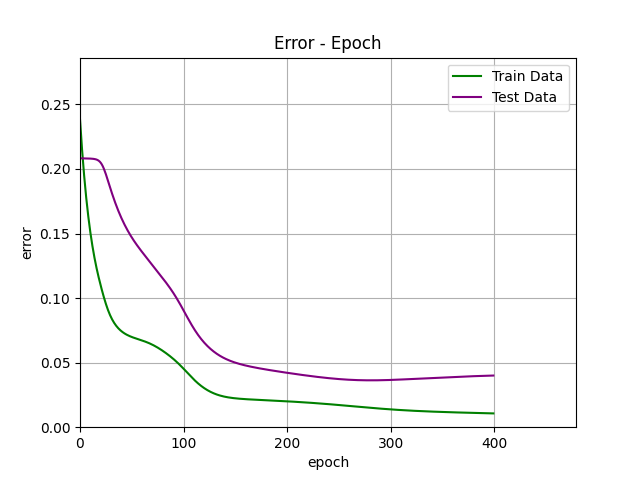 Error - Epoch
Train Data
Test Data
0.25
0.20
0.15
0.10
0.05
0.00
error
0
100
200
300
400
epoch